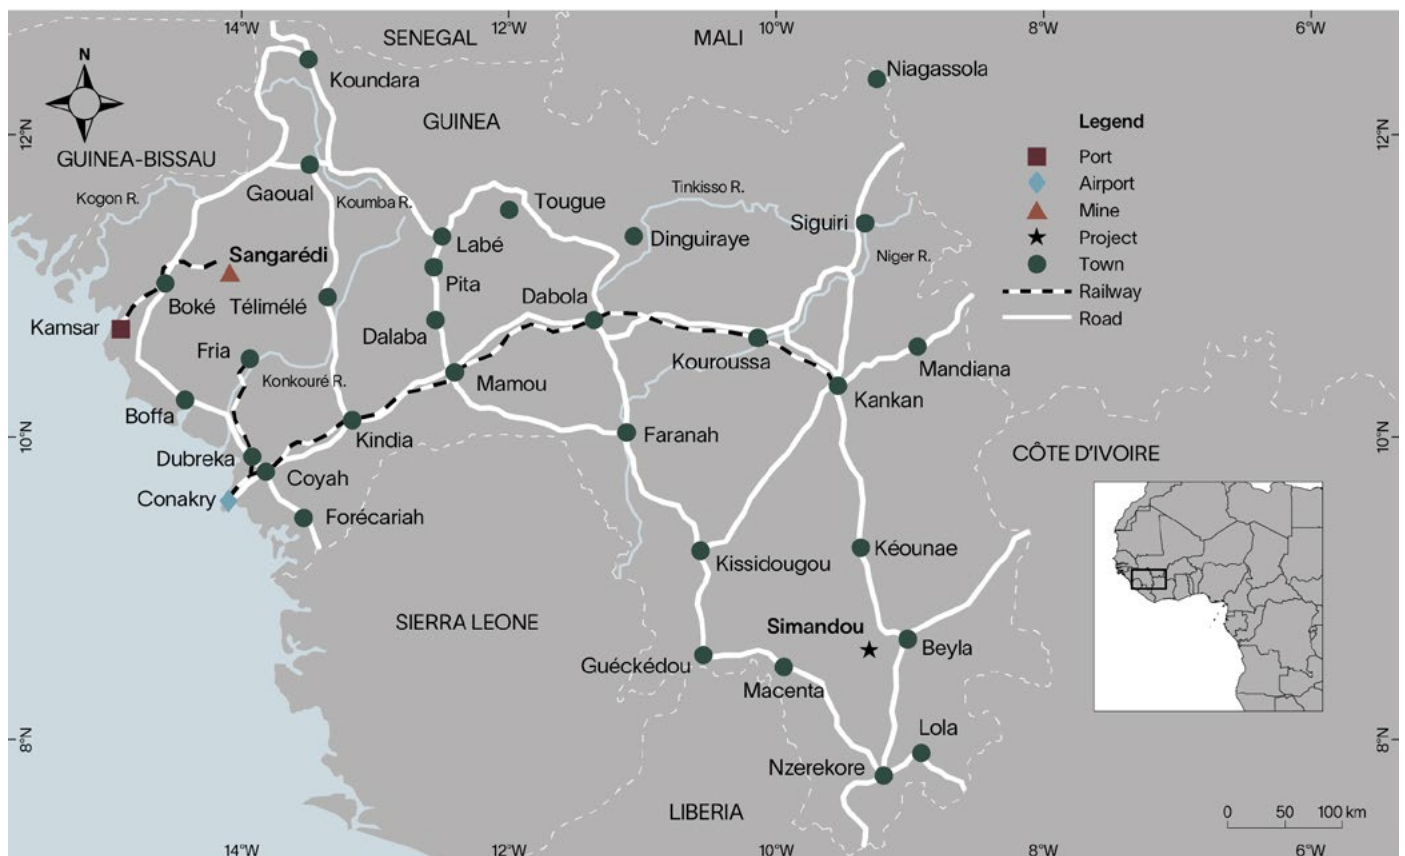 14°W
12°W
10°W
8°W
6°W
N
SENEGAL
MALI
Koundara
Niagassola
GUINEA
12°N
12°N
GUINEA-BISSAU
Legend
Port
Airport
Mine
Project
Town
Railway
Road
Kogon R.
Gaoual
Koumba R.
Tougue
Tinkisso R.
Labé
Dinguiraye
Siguiri
Niger R.
Sangarédi
Pita
Boké
Télimélé
Dabola
Kamsar
Dalaba
Fria
Kouroussa
Mandiana
Konkouré R.
Mamou
Kankan
Boffa
Kindia
Faranah
10°N
10°N
Dubreka
Coyah
CÔTE D'IVOIRE
Conakry
Forécariah
Kéounae
Kissidougou
SIERRA LEONE
Simandou
Beyla
Guéckédou
Macenta
Lola
8°N
8°N
Nzerekore
LIBERIA
0 50 100 km
14°W
12°W
10°W
8°W
6°W